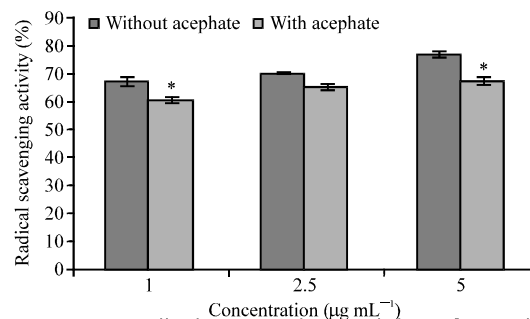 Without acephate With acephate
Radical scavenging activity (%)
90
80
70
60
50
40
30
20
10
0
* *
1 2.5 5
Concentration (µg mL⁻¹)